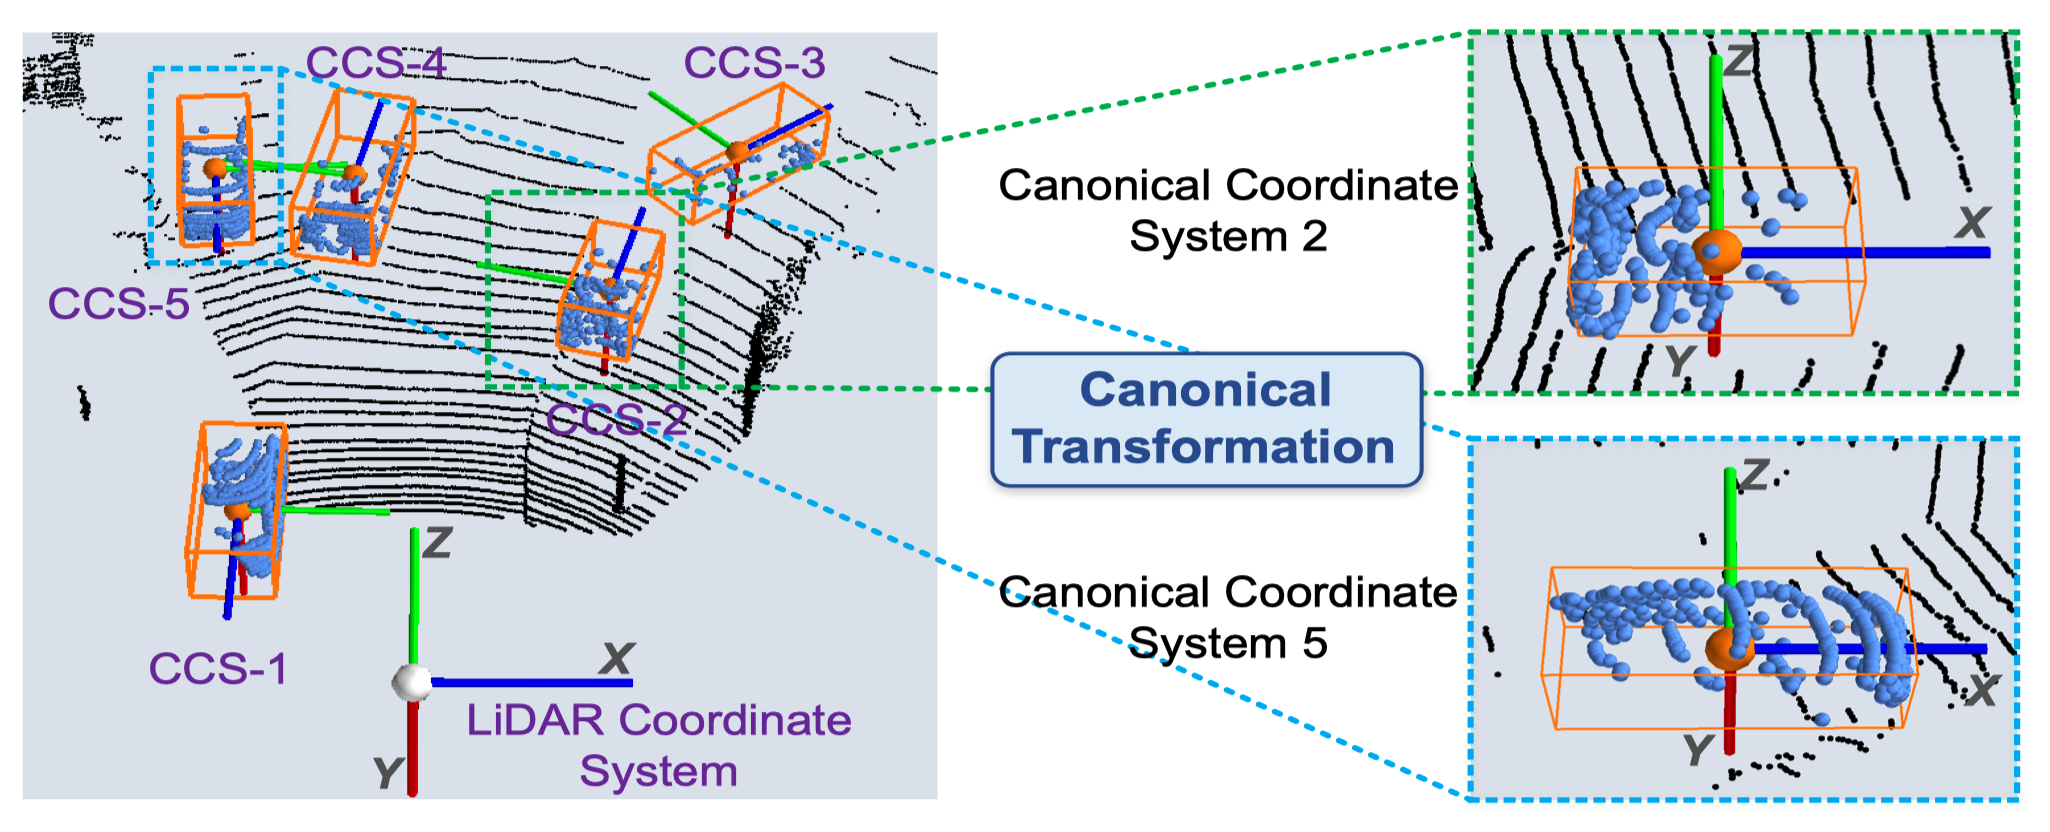 CCS-4
CCS-3
CCS-5
CCS-2
CCS-1
Z
X
Y
LiDAR Coordinate
System
Canonical Coordinate
System 2
Canonical
Transformation
Canonical Coordinate
System 5
Z
X
Y
Z
X
Y